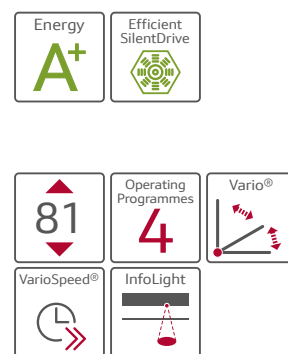 Energy
A+
Efficient
SilentDrive
81
Operating
Programmes
4
Vario®
VarioSpeed®
InfoLight